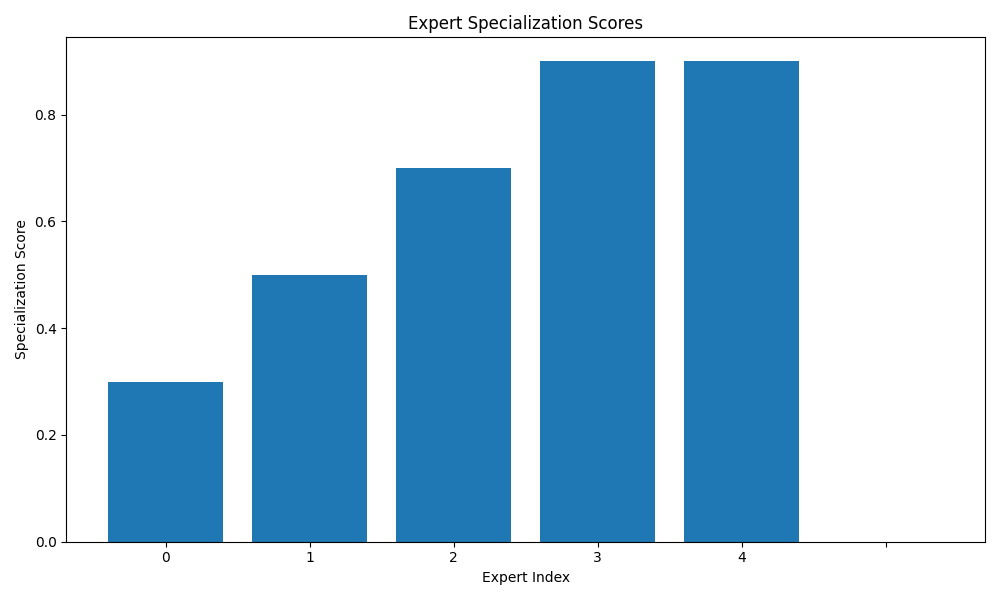 Expert Specialization Scores
Specialization Score
0.8
0.6
0.4
0.2
0.0
0 1 2 3 4
Expert Index